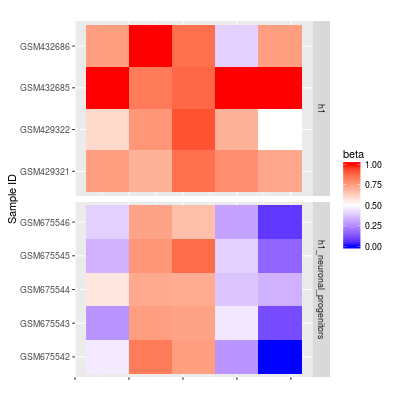 GSM432686
GSM432685
GSM429322
GSM429321
h1
GSM675546
GSM675545
GSM675544
GSM675543
GSM675542
h1_neuronal_progenitors
Sample ID
beta
1.00
0.75
0.50
0.25
0.00